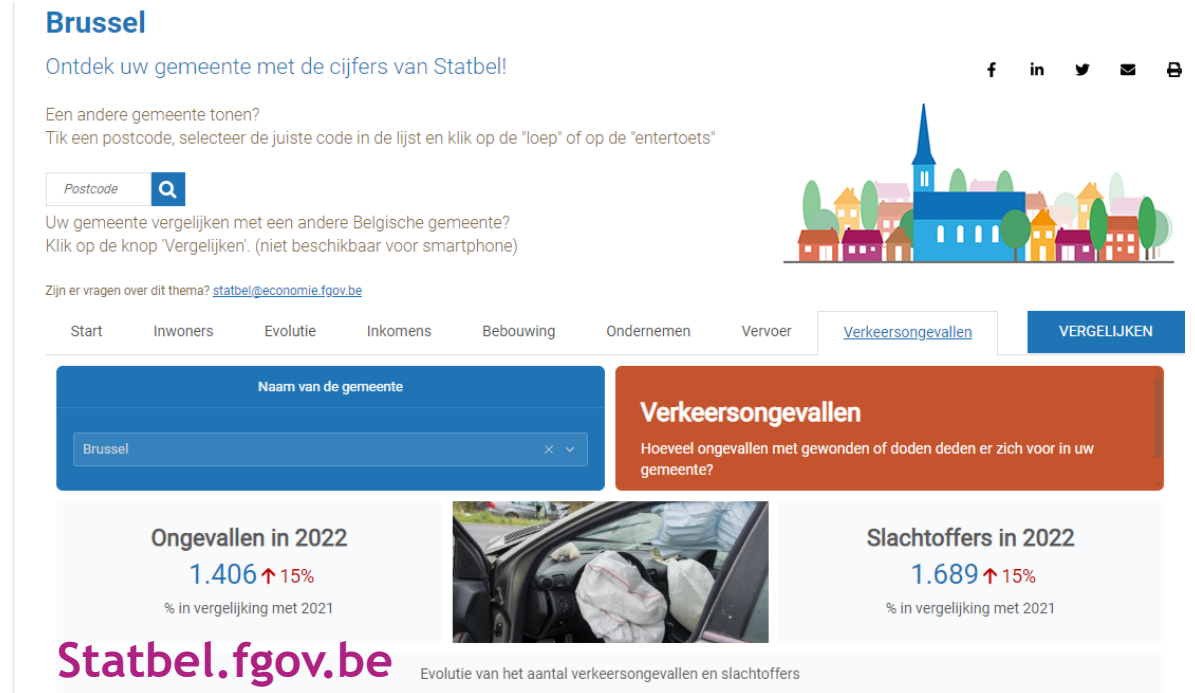 Brussel
Ontdek uw gemeente met de cijfers van Statbel!
Een andere gemeente tonen?
Tik een postcode, selecteer de juiste code in de lijst en klik op de "loep" of op de "entertoets"
Postcode
Uw gemeente vergelijken met een andere Belgische gemeente?
Klik op de knop 'Vergelijken'. (niet beschikbaar voor smartphone)
Zijn er vragen over dit thema? statbel@economie.fgov.be
Start Inwoners Evolutie Inkomens Bebouwing Ondernemen Vervoer Verkeersongevallen VERGELIJKEN
Naam van de gemeente
Brussel
Verkeersongevallen
Hoeveel ongevallen met gewonden of doden deden er zich voor in uw
gemeente?
Ongevallen in 2022
1.406 15%
% in vergelijking met 2021
Slachtoffers in 2022
1.689 15%
% in vergelijking met 2021
Statbel.fgov.be
Evolutie van het aantal verkeersongevallen en slachtoffers